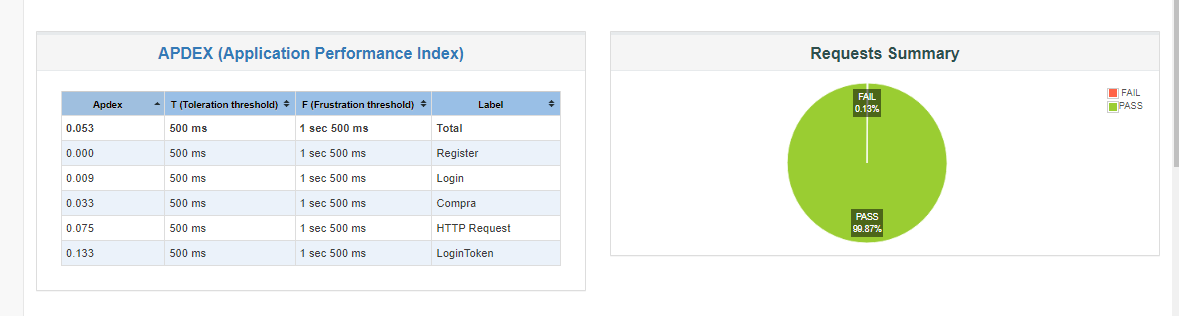 APDEX (Application Performance Index)
Apdex T (Toleration threshold) F (Frustration threshold) Label
0.053 500 ms 1 sec 500 ms Total
0.000 500 ms 1 sec 500 ms Register
0.009 500 ms 1 sec 500 ms Login
0.033 500 ms 1 sec 500 ms Compra
0.075 500 ms 1 sec 500 ms HTTP Request
0.133 500 ms 1 sec 500 ms LoginToken
Requests Summary
FAIL
0.13%
PASS
99.87%
FAIL
PASS